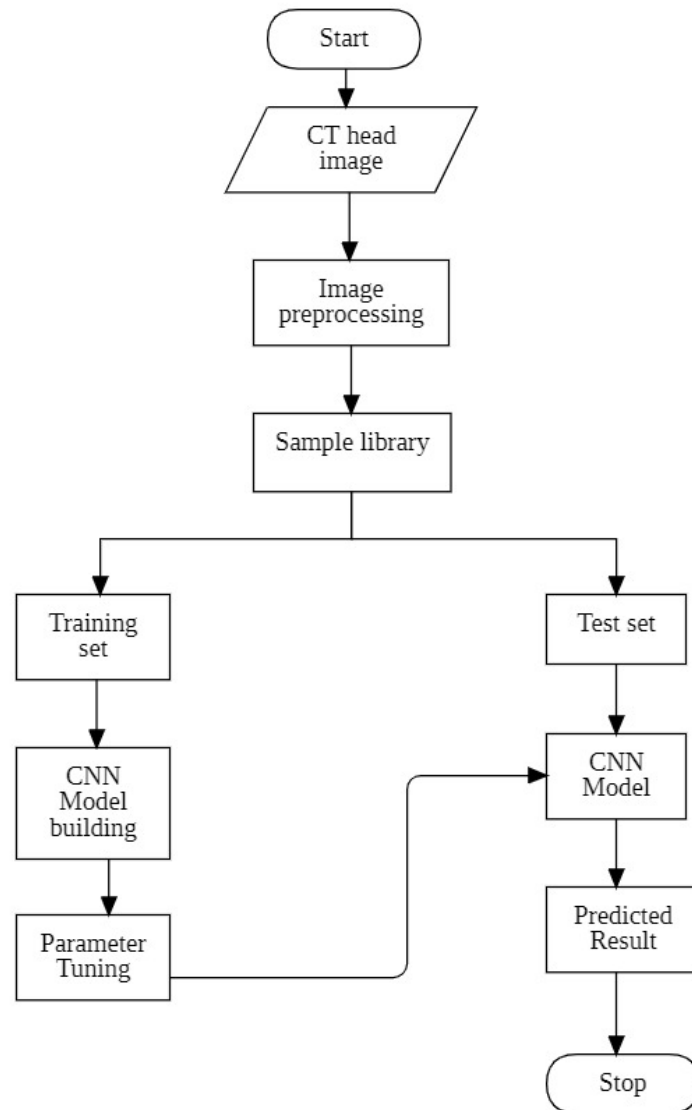 Start
CT head
image
Image
preprocessing
Sample library
Training
set
Test set
CNN
Model
building
CNN
Model
Parameter
Tuning
Predicted
Result
Stop